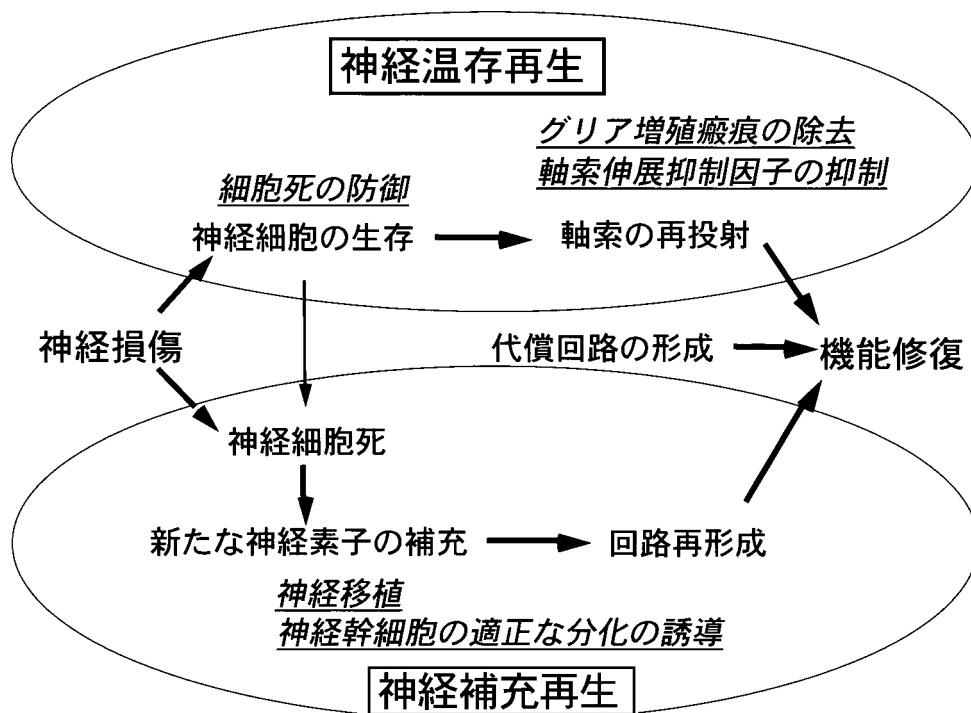 神経温存再生
グリア増殖瘢痕の除去
軸索伸展抑制因子の抑制
細胞死の防御
神経細胞の生存
軸索の再投射
神経損傷
代償回路の形成
機能修復
神経細胞死
新たな神経素子の補充
回路再形成
神経移植
神経幹細胞の適正な分化の誘導
神経補充再生